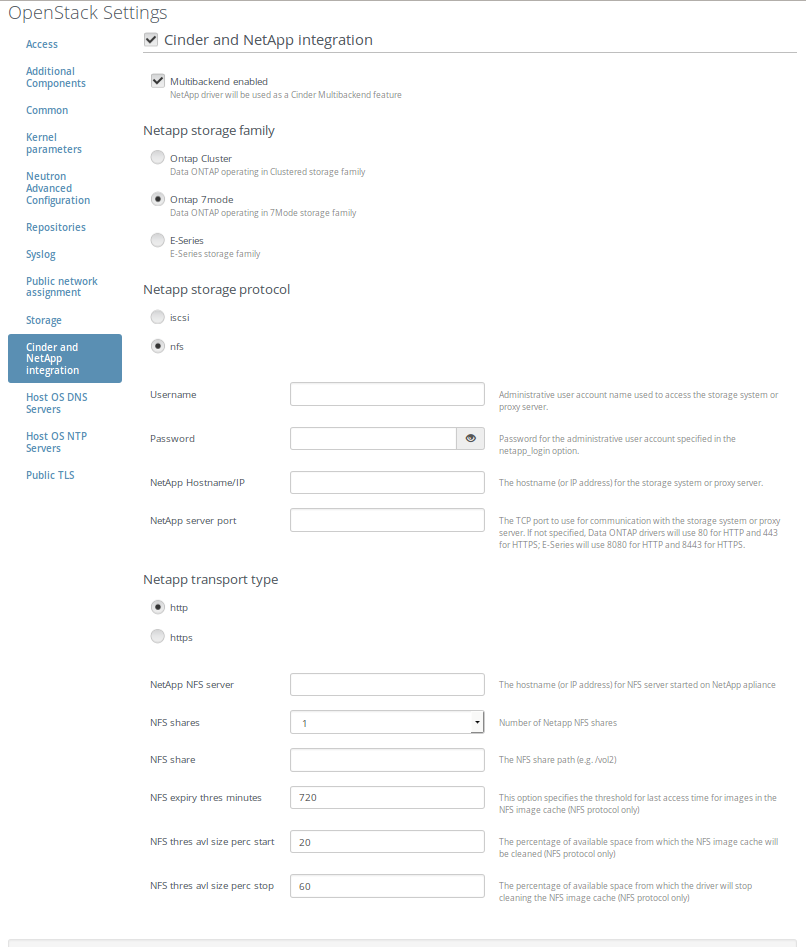 OpenStack Settings
Access
Additional
Components
Common
Kernel
parameters
Neutron
Advanced
Configuration
Repositories
Syslog
Public network
assignment
Storage
Cinder and
NetApp
integration
Host OS DNS
Servers
Host OS NTP
Servers
Public TLS
Cinder and NetApp integration
Multibackend enabled
NetApp driver will be used as a Cinder Multibackend feature
Netapp storage family
Ontap Cluster
Data ONTAP operating in Clustered storage family
Ontap 7mode
Data ONTAP operating in 7Mode storage family
E-Series
E-Series storage family
Netapp storage protocol
iscsi
nfs
Username
Administrative user account name used to access the storage system or
proxy server.
Password
Password for the administrative user account specified in the
netapp_login option.
NetApp Hostname/IP
The hostname (or IP address) for the storage system or proxy server.
NetApp server port
The TCP port to use for communication with the storage system or proxy
server. If not specified, Data ONTAP drivers will use 80 for HTTP and 443
for HTTPS; E-Series will use 8080 for HTTP and 8443 for HTTPS.
Netapp transport type
http
https
NetApp NFS server
The hostname (or IP address) for NFS server started on NetApp apliance
NFS shares
1
Number of Netapp NFS shares
NFS share
The NFS share path (e.g. /vol2)
NFS expiry thres minutes
720
This option specifies the threshold for last access time for images in the
NFS image cache (NFS protocol only)
NFS thres avl size perc start
20
The percentage of available space from which the NFS image cache will
be cleaned (NFS protocol only)
NFS thres avl size perc stop
60
The percentage of available space from which the driver will stop
cleaning the NFS image cache (NFS protocol only)